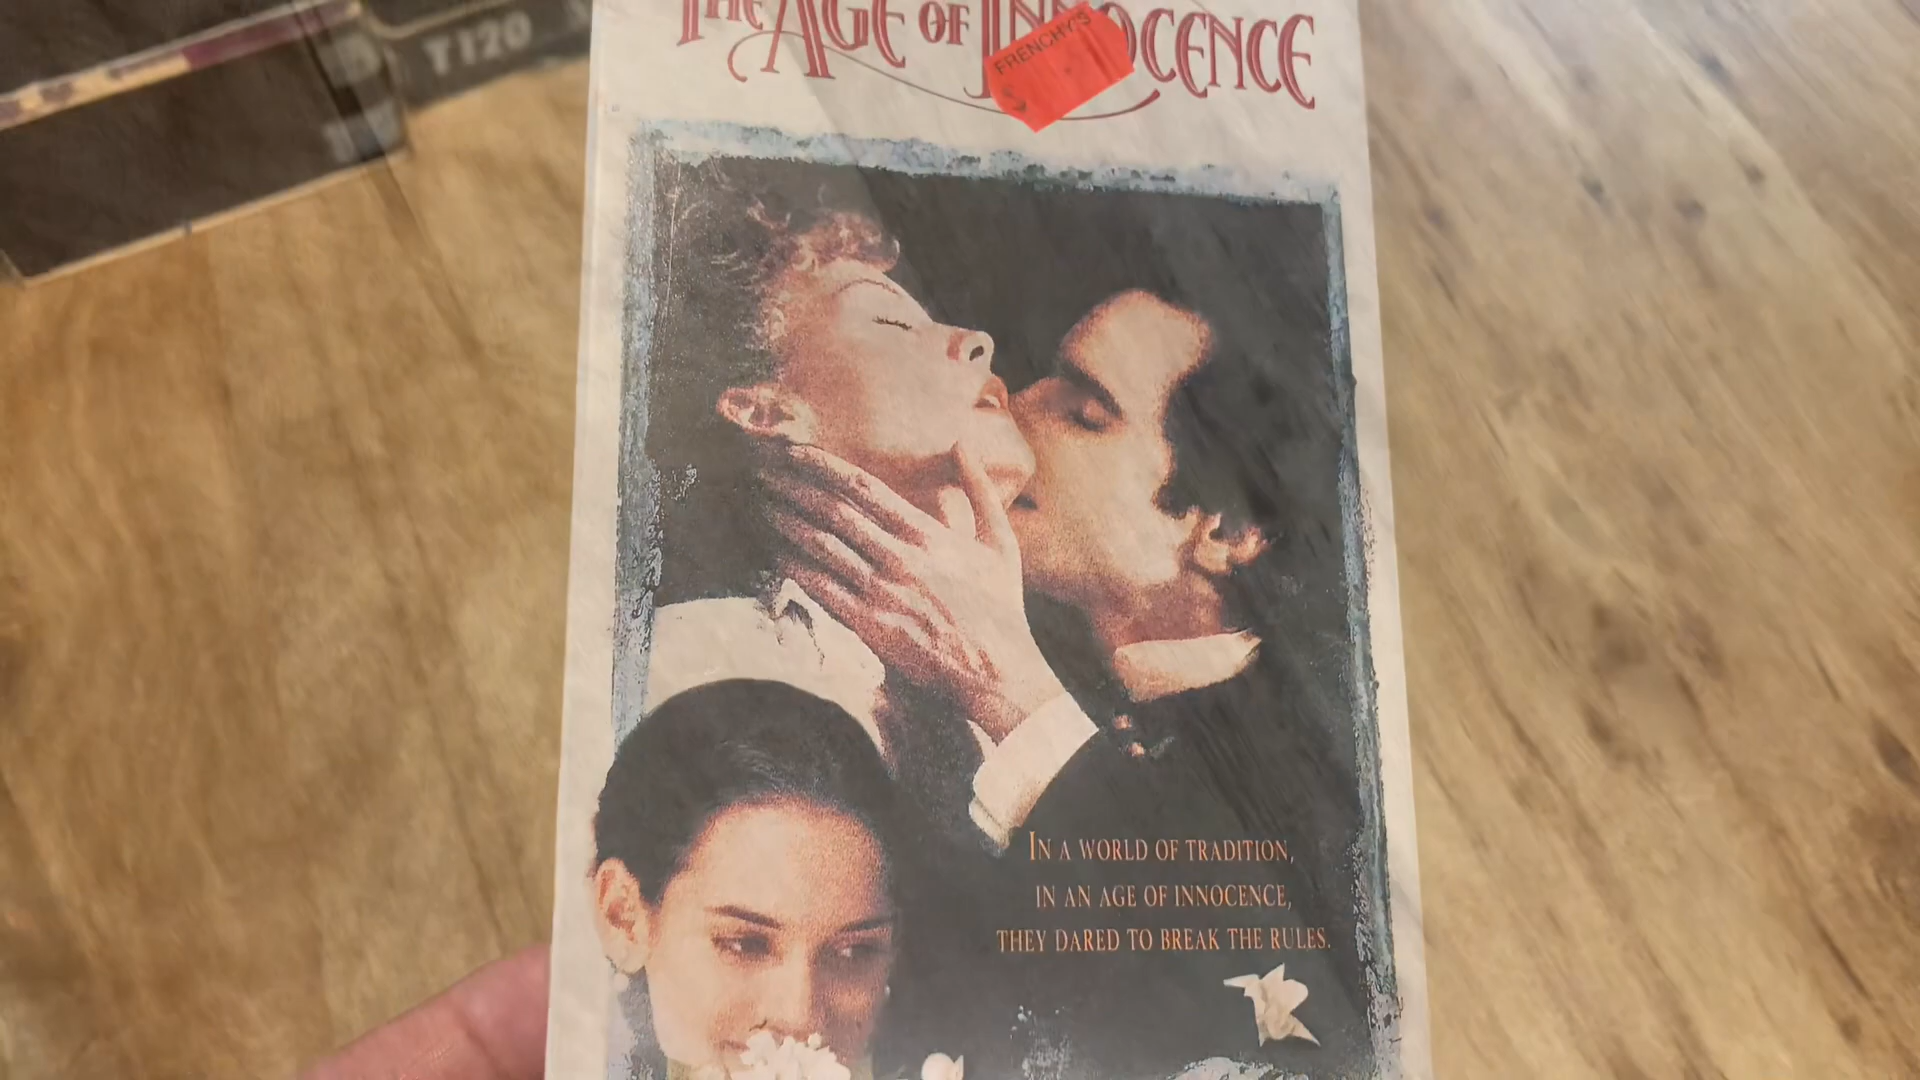 T120
THE AGE OF INNOCENCE
FRENCHY'S
$
IN A WORLD OF TRADITION,
IN AN AGE OF INNOCENCE,
THEY DARED TO BREAK THE RULES.